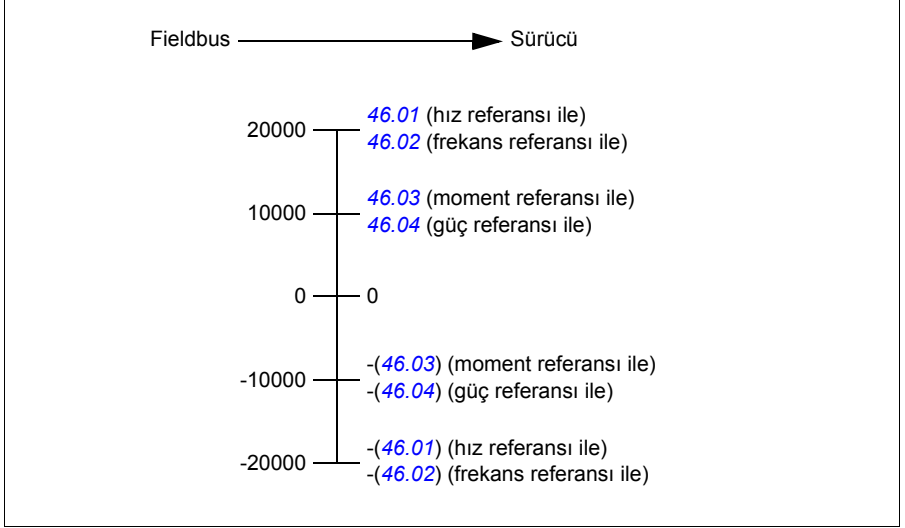 Fieldbus Sürücü
46.01 (hız referansı ile)
20000
46.02 (frekans referansı ile)
46.03 (moment referansı ile)
10000
46.04 (güç referansı ile)
0 0
-(46.03) (moment referansı ile)
-10000
-(46.04) (güç referansı ile)
-(46.01) (hız referansı ile)
-20000
-(46.02) (frekans referansı ile)